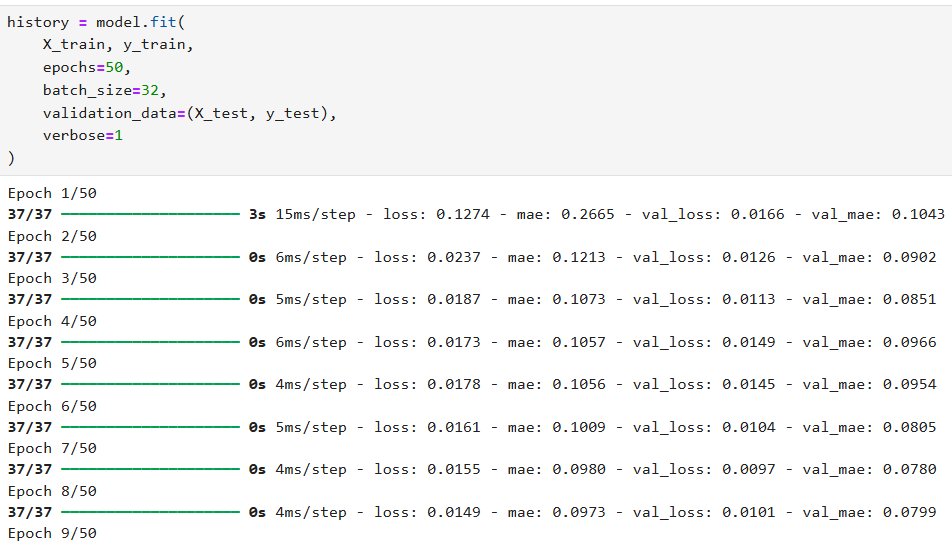 history = model.fit(
    X_train, y_train,
    epochs=50,
    batch_size=32,
    validation_data=(X_test, y_test),
    verbose=1
)
Epoch 1/50
37/37 ━━━━━━━━━━━━━━━━━━━━ 3s 15ms/step - loss: 0.1274 - mae: 0.2665 - val_loss: 0.0166 - val_mae: 0.1043
Epoch 2/50
37/37 ━━━━━━━━━━━━━━━━━━━━ 0s 6ms/step - loss: 0.0237 - mae: 0.1213 - val_loss: 0.0126 - val_mae: 0.0902
Epoch 3/50
37/37 ━━━━━━━━━━━━━━━━━━━━ 0s 5ms/step - loss: 0.0187 - mae: 0.1073 - val_loss: 0.0113 - val_mae: 0.0851
Epoch 4/50
37/37 ━━━━━━━━━━━━━━━━━━━━ 0s 6ms/step - loss: 0.0173 - mae: 0.1057 - val_loss: 0.0149 - val_mae: 0.0966
Epoch 5/50
37/37 ━━━━━━━━━━━━━━━━━━━━ 0s 4ms/step - loss: 0.0178 - mae: 0.1056 - val_loss: 0.0145 - val_mae: 0.0954
Epoch 6/50
37/37 ━━━━━━━━━━━━━━━━━━━━ 0s 5ms/step - loss: 0.0161 - mae: 0.1009 - val_loss: 0.0104 - val_mae: 0.0805
Epoch 7/50
37/37 ━━━━━━━━━━━━━━━━━━━━ 0s 4ms/step - loss: 0.0155 - mae: 0.0980 - val_loss: 0.0097 - val_mae: 0.0780
Epoch 8/50
37/37 ━━━━━━━━━━━━━━━━━━━━ 0s 4ms/step - loss: 0.0149 - mae: 0.0973 - val_loss: 0.0101 - val_mae: 0.0799
Epoch 9/50